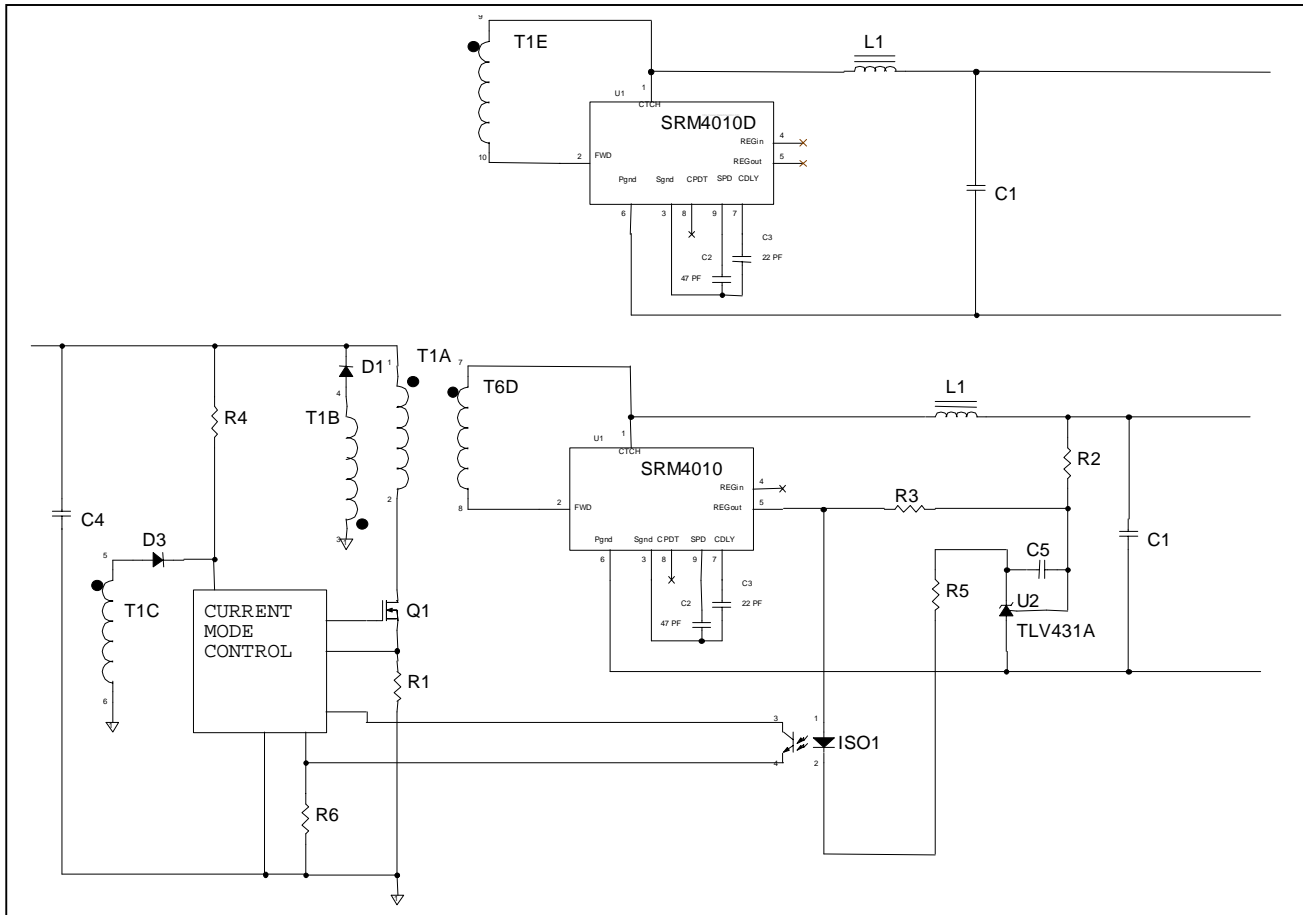 9
T1E
L1
U1
1
CTCH
SRM4010D
REGin
4
REGout
5
10
2
FWD
Pgnd
Sgnd
CPDT
SPD
CDLY
6
3
8
9
7
C3
22 PF
C2
47 PF
C1
1
T1A
D1
4
T1B
2
3
R4
C4
D3
5
T1C
6
CURRENT
MODE
CONTROL
Q1
R1
R6
7
T6D
8
L1
U1
1
CTCH
SRM4010
REGin
4
REGout
5
2
FWD
Pgnd
Sgnd
CPDT
SPD
CDLY
6
3
8
9
7
C3
22 PF
C2
47 PF
R3
R2
C1
C5
R5
U2
TLV431A
3
4
1
2
ISO1